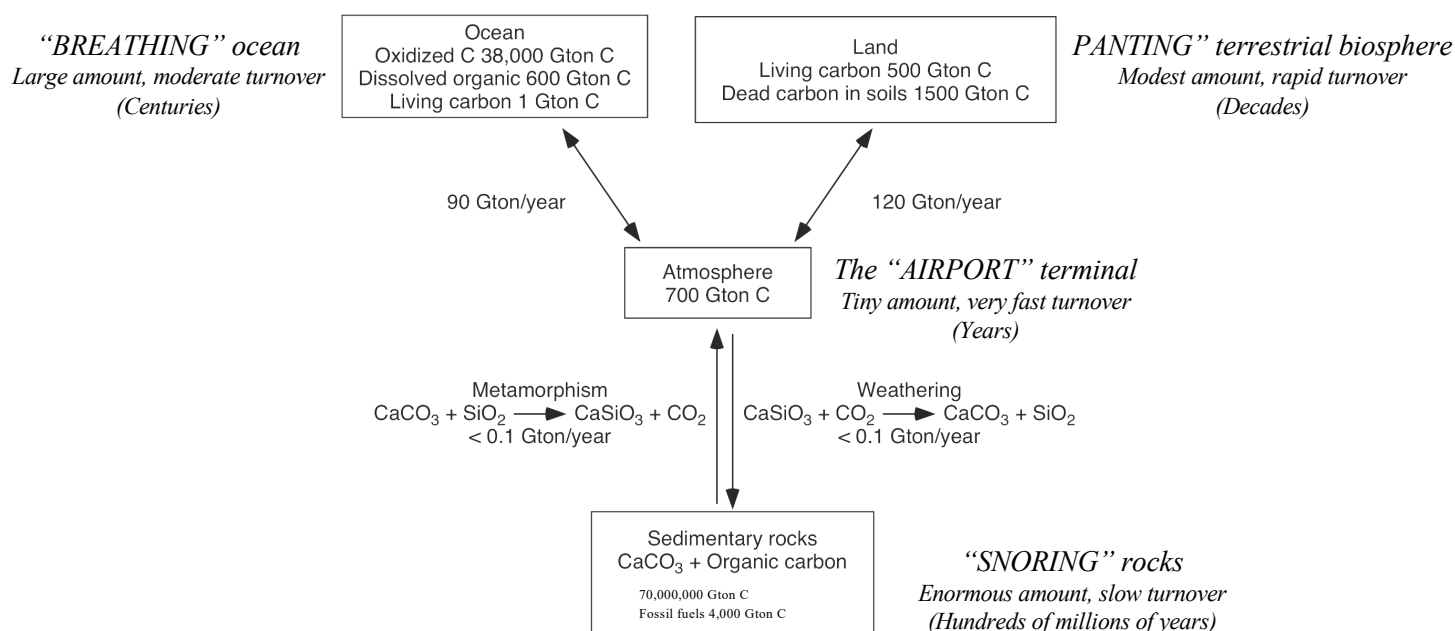 “BREATHING” ocean
Large amount, moderate turnover
(Centuries)
Ocean
Oxidized C 38,000 Gton C
Dissolved organic 600 Gton C
Living carbon 1 Gton C
Land
Living carbon 500 Gton C
Dead carbon in soils 1500 Gton C
PANTING” terrestrial biosphere
Modest amount, rapid turnover
(Decades)
90 Gton/year
120 Gton/year
Atmosphere
700 Gton C
The “AIRPORT” terminal
Tiny amount, very fast turnover
(Years)
Metamorphism
CaCO₃ + SiO₂ → CaSiO₃ + CO₂
< 0.1 Gton/year
Weathering
CaSiO₃ + CO₂ → CaCO₃ + SiO₂
< 0.1 Gton/year
Sedimentary rocks
CaCO₃ + Organic carbon
70,000,000 Gton C
Fossil fuels 4,000 Gton C
“SNORING” rocks
Enormous amount, slow turnover
(Hundreds of millions of years)